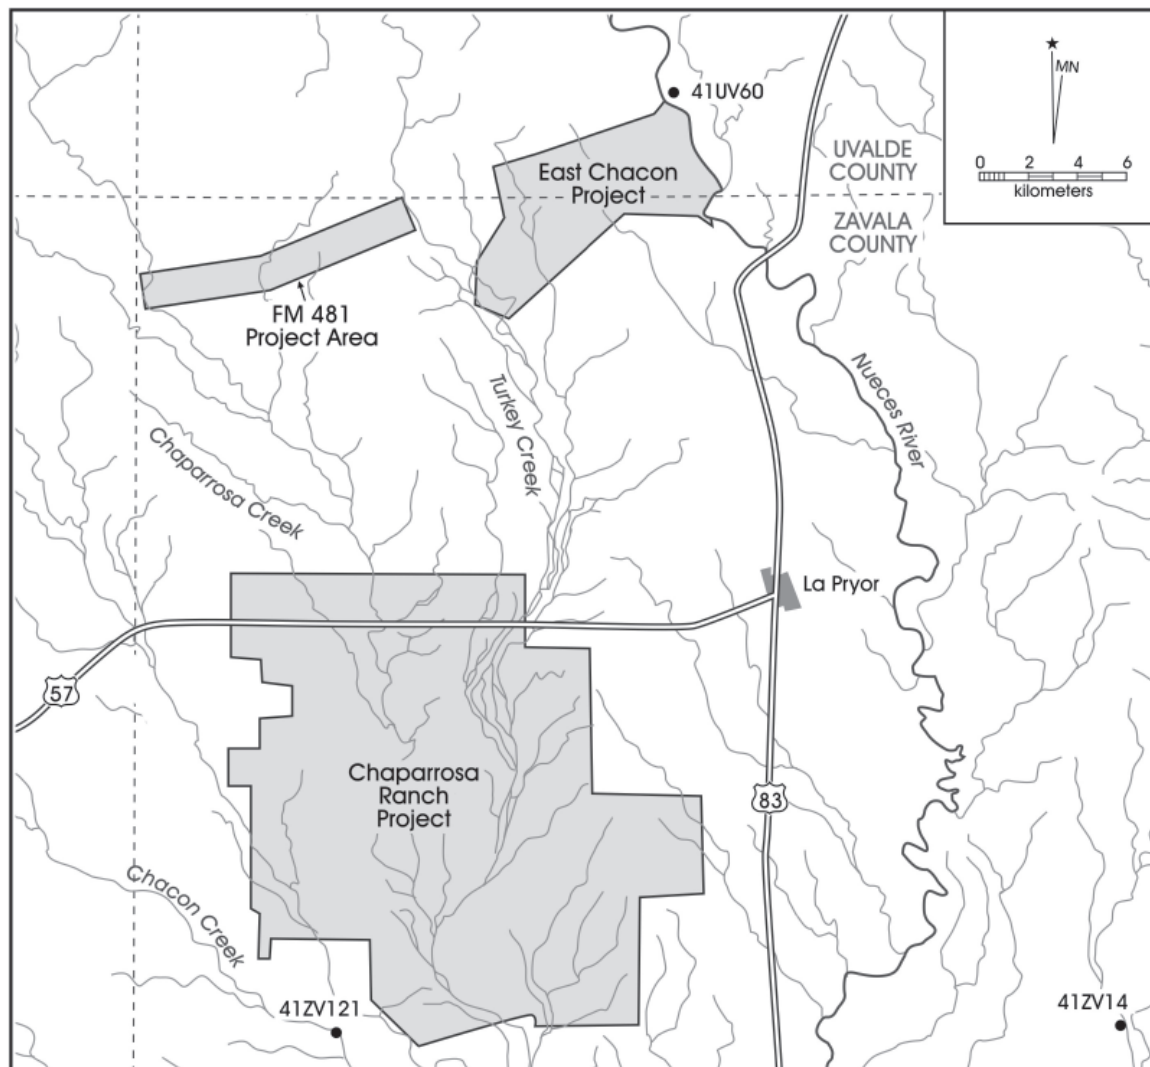 41UV60
MN
0 2 4 6
kilometers
UVALDE
COUNTY
East Chacon
Project
ZAVALA
COUNTY
FM 481
Project Area
Turkey Creek
Nueces River
Chaparrosa Creek
La Pryor
57
Chaparrosa
Ranch
Project
83
Chacon Creek
41ZV121
41ZV14